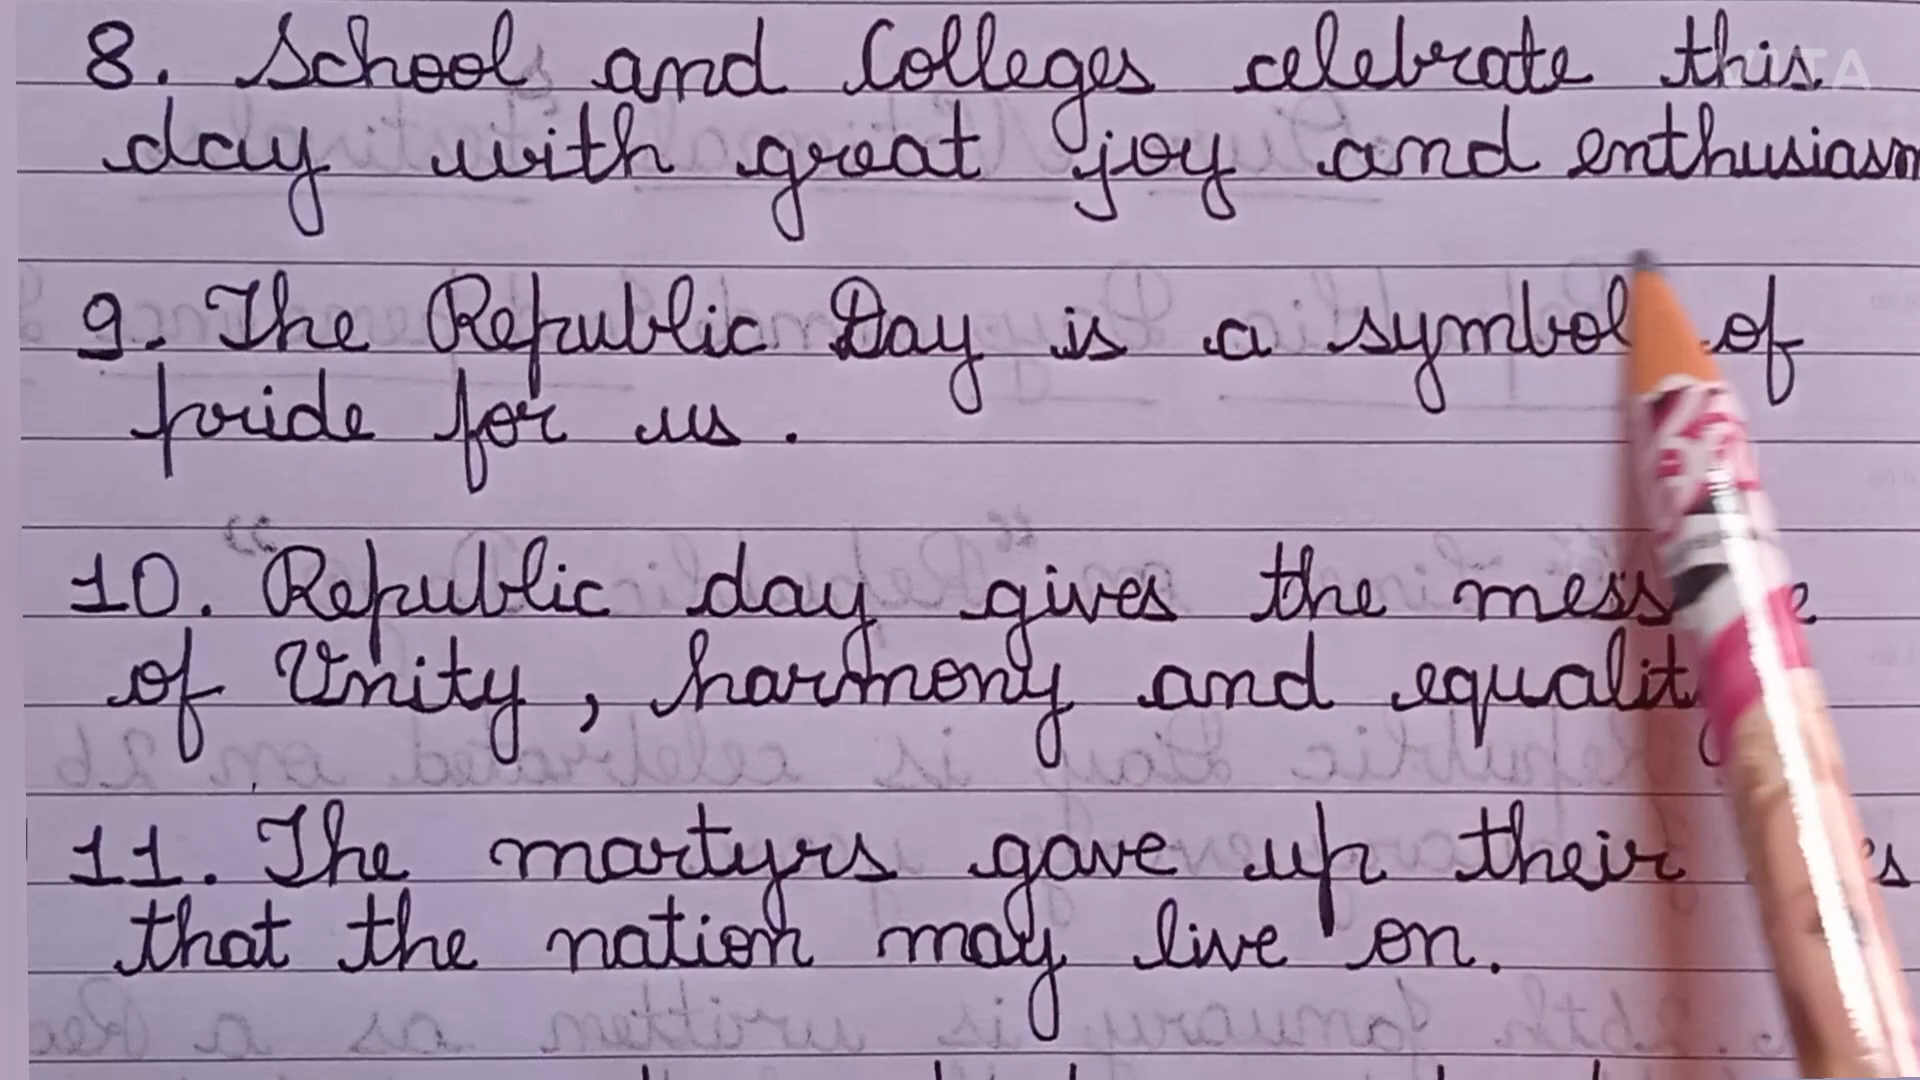 8. School and Colleges celebrate this
day with great joy and enthusiasm
9. The Republic Day is a symbol of
pride for us.
10. Republic day gives the
of Unity, harmony and equality
11. The martyrs gave up their
that the nation may live on.